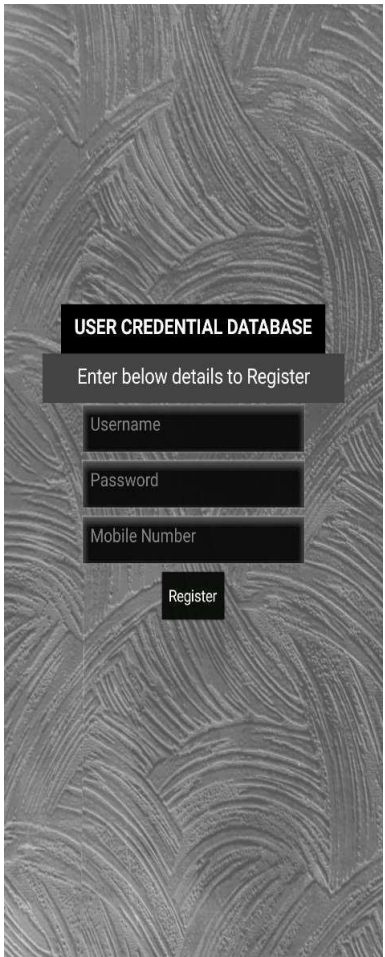 USER CREDENTIAL DATABASE
Enter below details to Register
Username
Password
Mobile Number
Register